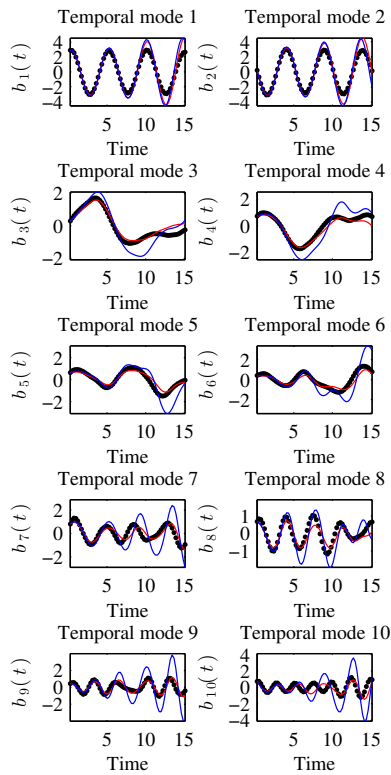 Temporal mode 1
Temporal mode 2
b1(t)
4
2
0
−2
−4
5 10 15
Time
b2(t)
4
2
0
−2
−4
5 10 15
Time
Temporal mode 3
Temporal mode 4
b3(t)
2
0
−2
5 10 15
Time
b4(t)
2
0
−2
5 10 15
Time
Temporal mode 5
Temporal mode 6
b5(t)
2
0
−2
5 10 15
Time
b6(t)
2
0
−2
5 10 15
Time
Temporal mode 7
Temporal mode 8
b7(t)
2
0
−2
5 10 15
Time
b8(t)
1
0
−1
5 10 15
Time
Temporal mode 9
Temporal mode 10
b9(t)
2
0
−2
5 10 15
Time
b10(t)
4
2
0
−2
−4
5 10 15
Time